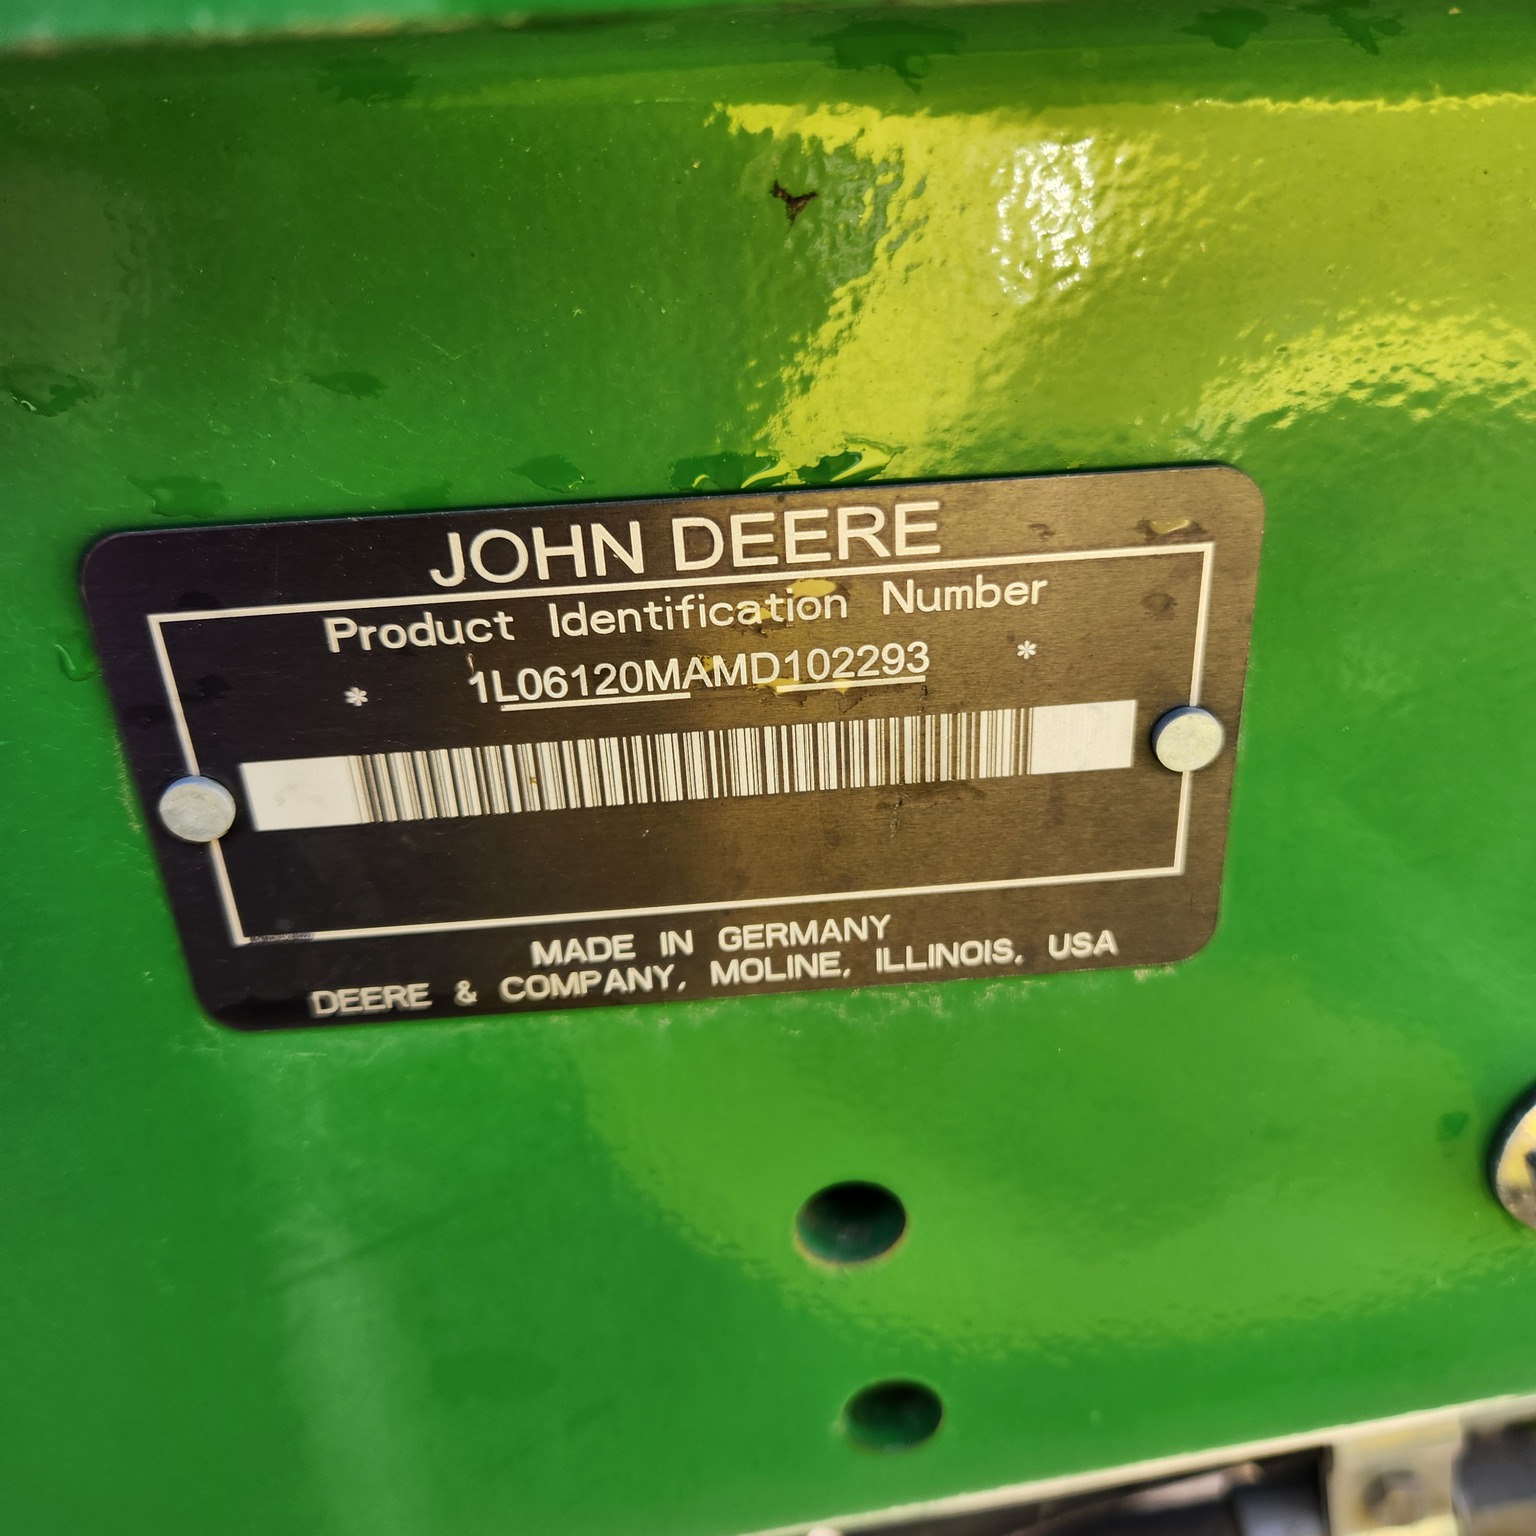 JOHN DEERE
Product Identification Number
* 1L06120MAMD102293 *
MADE IN GERMANY
DEERE & COMPANY, MOLINE, ILLINOIS, USA